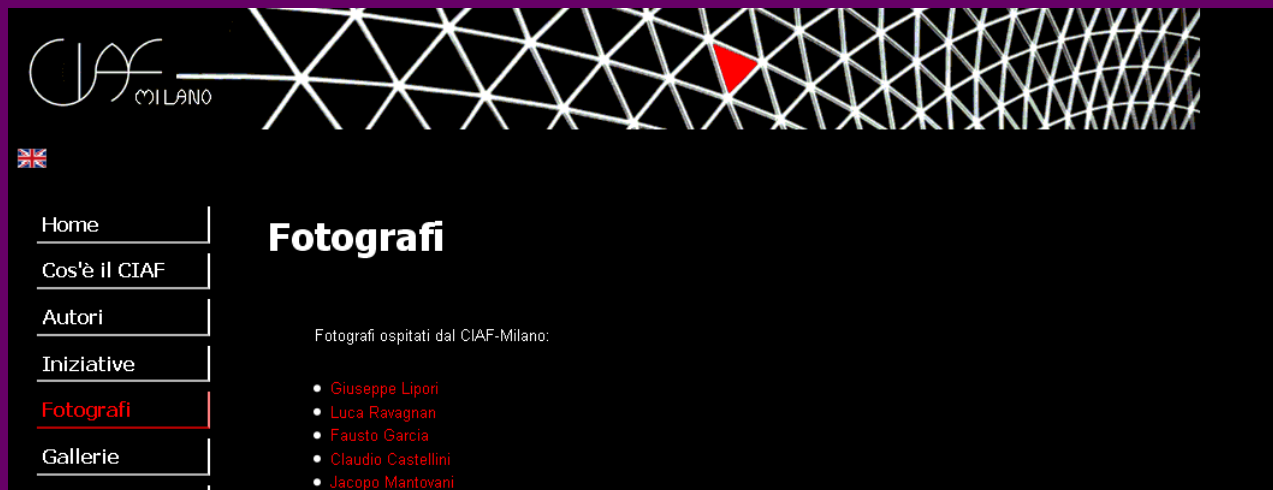 CIAF
MILANO
Home
Cos'è il CIAF
Autori
Iniziative
Fotografi
Gallerie
Fotografi
Fotografi ospitati dal CIAF-Milano:
Giuseppe Lipori
Luca Ravagnan
Fausto Garcia
Claudio Castellini
Jacopo Mantovani